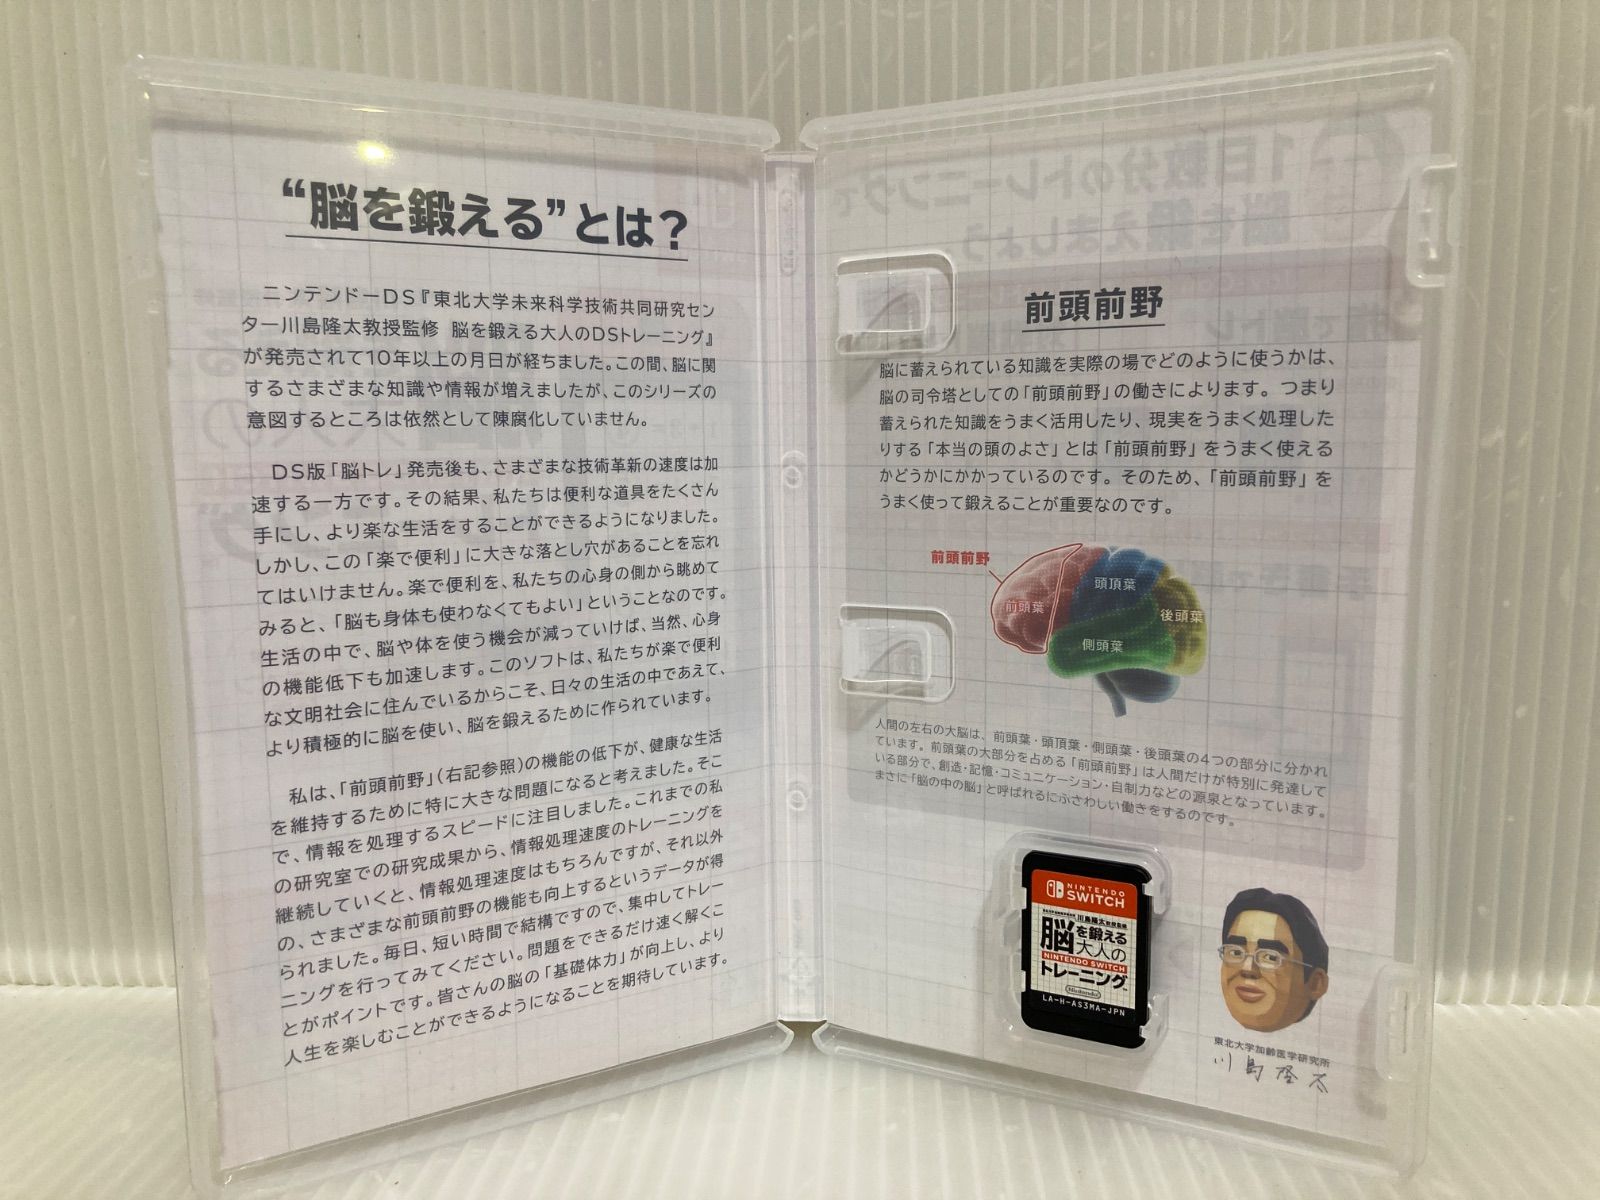 “脳を鍛える”とは？
ニンテンドーDS『東北大学未来科学技術共同研究セン
ター川島隆太教授監修 脳を鍛える大人のDSトレーニング』
が発売されて10年以上の月日が経ちました。この間、脳に関
するさまざまな知識や情報が増えましたが、このシリーズの
意図するところは依然として陳腐化していません。
DS版「脳トレ」発売後も、さまざまな技術革新の速度は加
速する一方です。その結果、私たちは便利な道具をたくさん
手にし、より楽な生活をすることができるようになりました。
しかし、この「楽で便利」に大きな落とし穴があることを忘れ
てはいけません。楽で便利を、私たちの心身の側から眺めて
みると、「脳も身体も使わなくてもよい」ということなのです。
生活の中で、脳や体を使う機会が減っていけば、当然、心身
の機能低下も加速します。このソフトは、私たちが楽で便利
な文明社会に住んでいるからこそ、日々の生活の中であえて、
より積極的に脳を使い、脳を鍛えるために作られています。
私は、「前頭前野」(右記参照)の機能の低下が、健康な生活
を維持するために特に大きな問題になると考えました。そこ
で、情報を処理するスピードに注目しました。これまでの私
の研究室での研究成果から、情報処理速度のトレーニングを
継続していくと、情報処理速度はもちろんですが、それ以外
の、さまざまな前頭前野の機能も向上するというデータが得
られました。毎日、短い時間で結構ですので、集中してトレー
ニングを行ってみてください。問題をできるだけ速く解くこ
とがポイントです。皆さんの脳の「基礎体力」が向上し、より
人生を楽しむことができるようになることを期待しています。
1日数分のトレーニングで
脳を鍛えましょう
前頭前野
脳に蓄えられている知識を実際の場でどのように使うかは、
脳の司令塔としての「前頭前野」の働きによります。つまり
蓄えられた知識をうまく活用したり、現実をうまく処理した
りする「本当の頭のよさ」とは「前頭前野」をうまく使える
かどうかにかかっているのです。そのため、「前頭前野」を
うまく使って鍛えることが重要なのです。
前頭前野
前頭葉
頭頂葉
後頭葉
側頭葉
人間の左右の大脳は、前頭葉・頭頂葉・側頭葉・後頭葉の4つの部分に分かれ
ています。前頭葉の大部分を占める「前頭前野」は人間だけが特別に発達して
いる部分で、創造・記憶・コミュニケーション・自制力などの源泉となっています。
まさに「脳の中の脳」と呼ばれるにふさわしい働きをするのです。
NINTENDO
SWITCH
川島隆太教授監修
脳を鍛える
大人の
NINTENDO SWITCH
トレーニング™
Nintendo
LA-H-AS3MA-JPN
東北大学加齢医学研究所
川島隆太